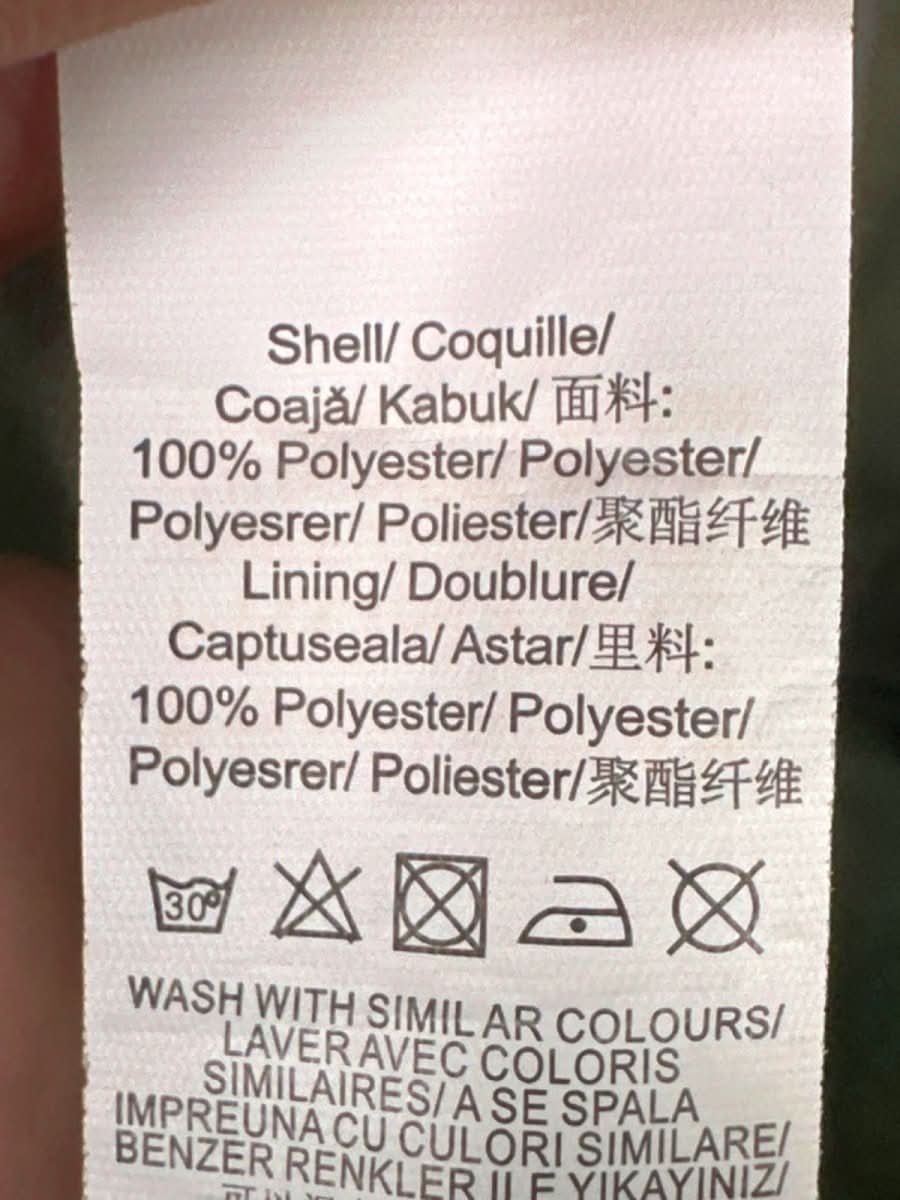 Shell/ Coquille/
Coajă/ Kabuk/ 面料:
100% Polyester/ Polyester/
Polyesrer/ Poliester/聚酯纤维
Lining/ Doublure/
Captuseala/ Astar/里料:
100% Polyester/ Polyester/
Polyesrer/ Poliester/聚酯纤维
30°
WASH WITH SIMILAR COLOURS/
LAVER AVEC COLORIS
SIMILAIRES/ A SE SPALA
IMPREUNA CU CULORI SIMILARE/
BENZER RENKLER ILE YIKAYINIZ/